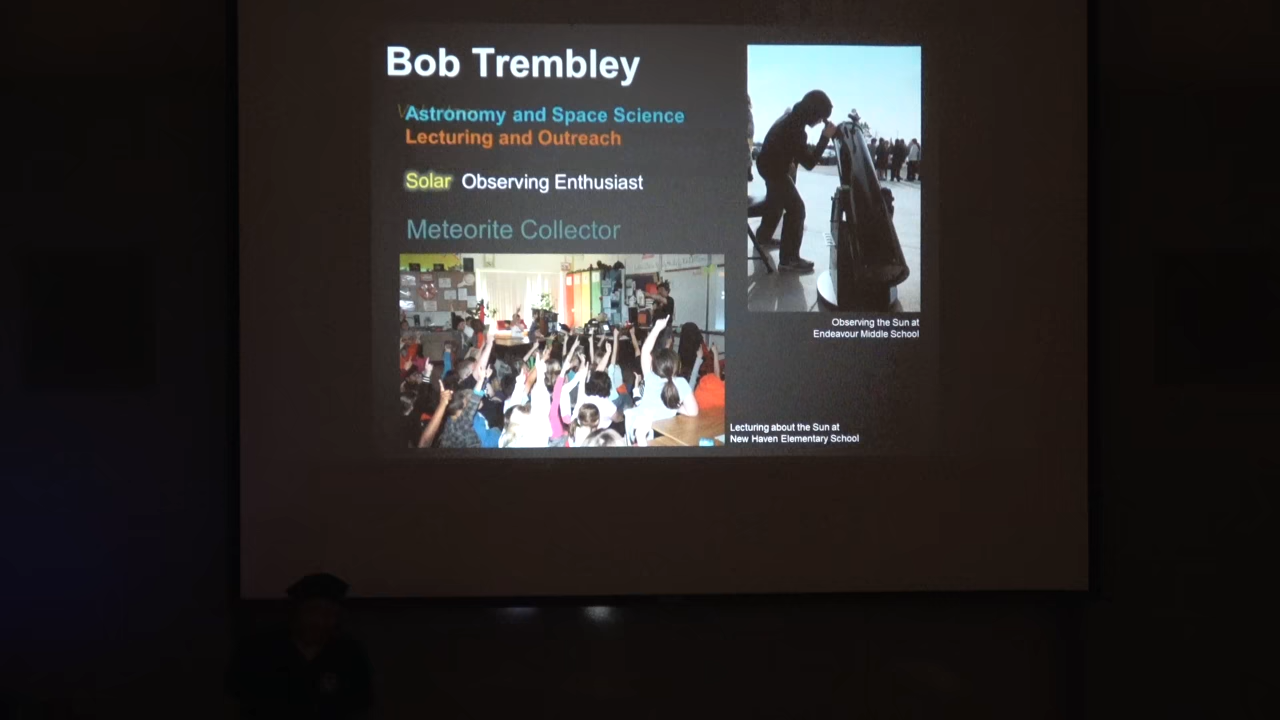 Bob Trembley
Astronomy and Space Science
Lecturing and Outreach
Solar Observing Enthusiast
Meteorite Collector
Observing the Sun at
Endeavour Middle School
Lecturing about the Sun at
New Haven Elementary School